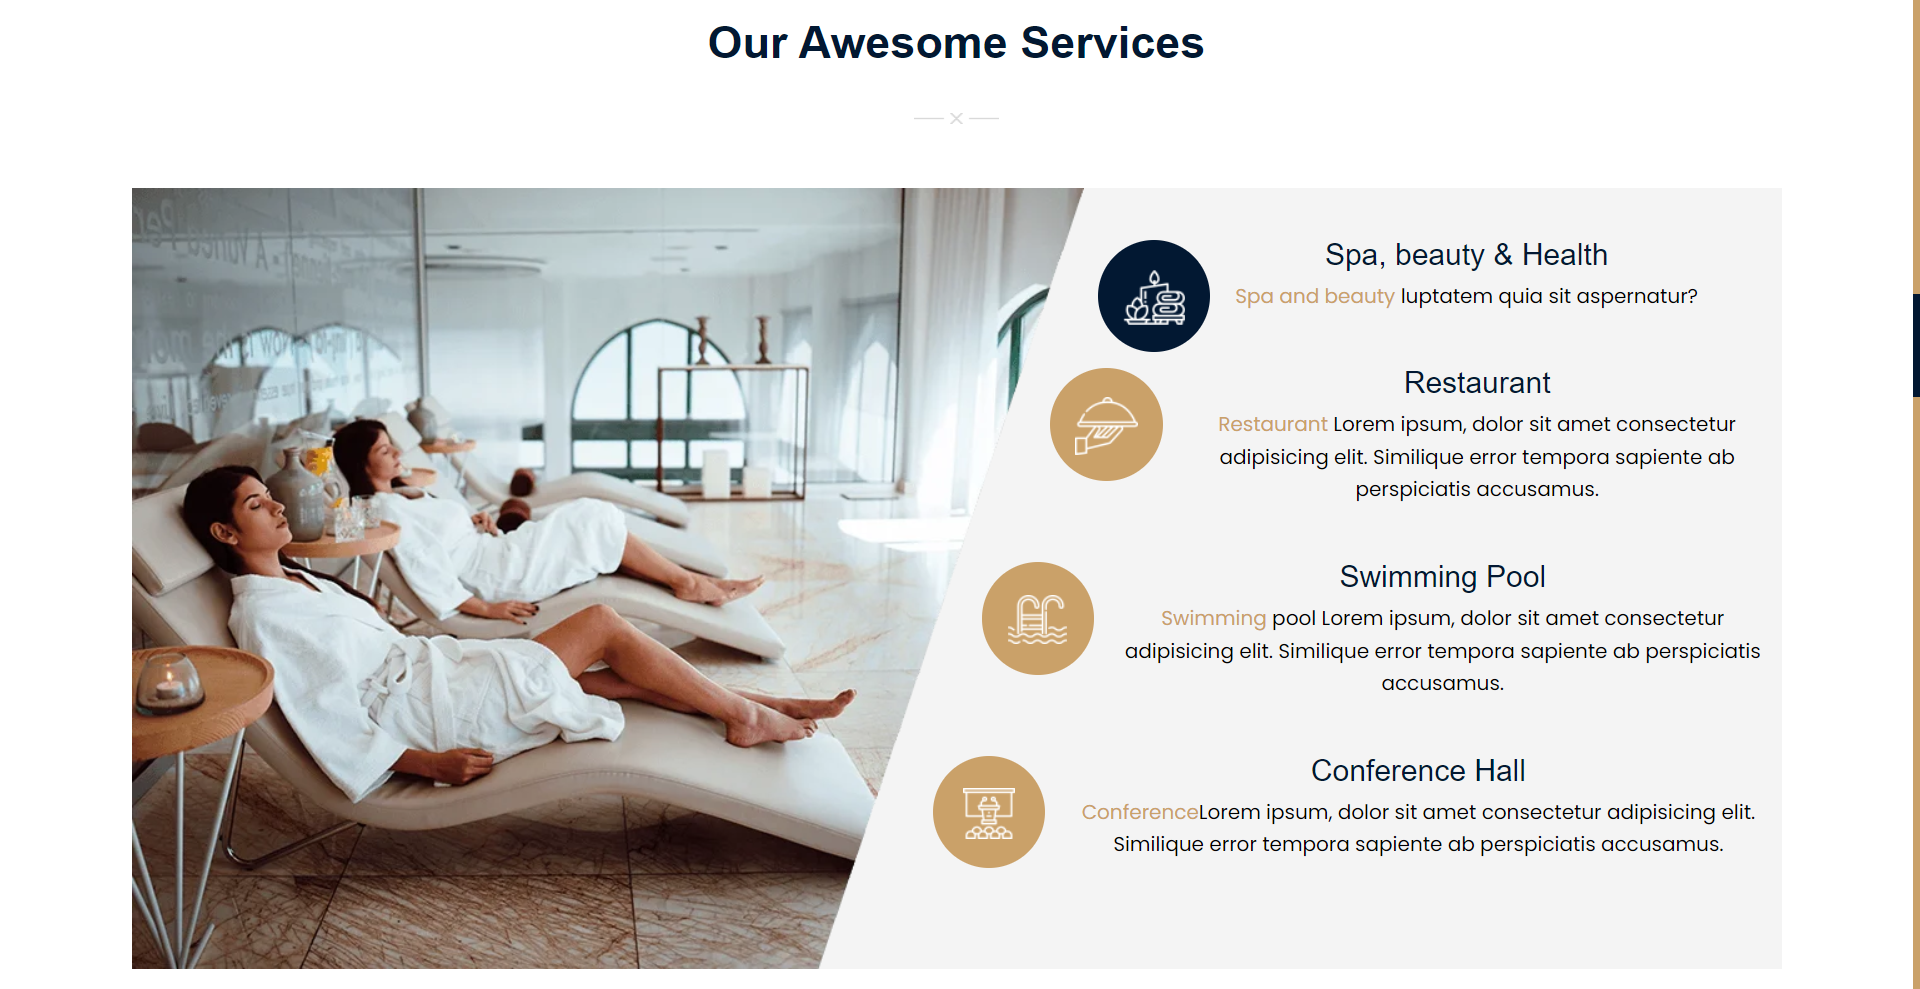 Our Awesome Services
Spa, beauty & Health
Spa and beauty luptatem quia sit aspernatur?
Restaurant
Restaurant Lorem ipsum, dolor sit amet consectetur
adipisicing elit. Similique error tempora sapiente ab
perspiciatis accusamus.
Swimming Pool
Swimming pool Lorem ipsum, dolor sit amet consectetur
adipisicing elit. Similique error tempora sapiente ab perspiciatis
accusamus.
Conference Hall
ConferenceLorem ipsum, dolor sit amet consectetur adipisicing elit.
Similique error tempora sapiente ab perspiciatis accusamus.